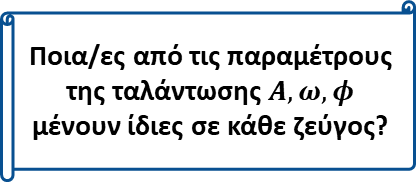 Ποια/ες από τις παραμέτρους
της ταλάντωσης A, ω, ϕ
μένουν ίδιες σε κάθε ζεύγος?